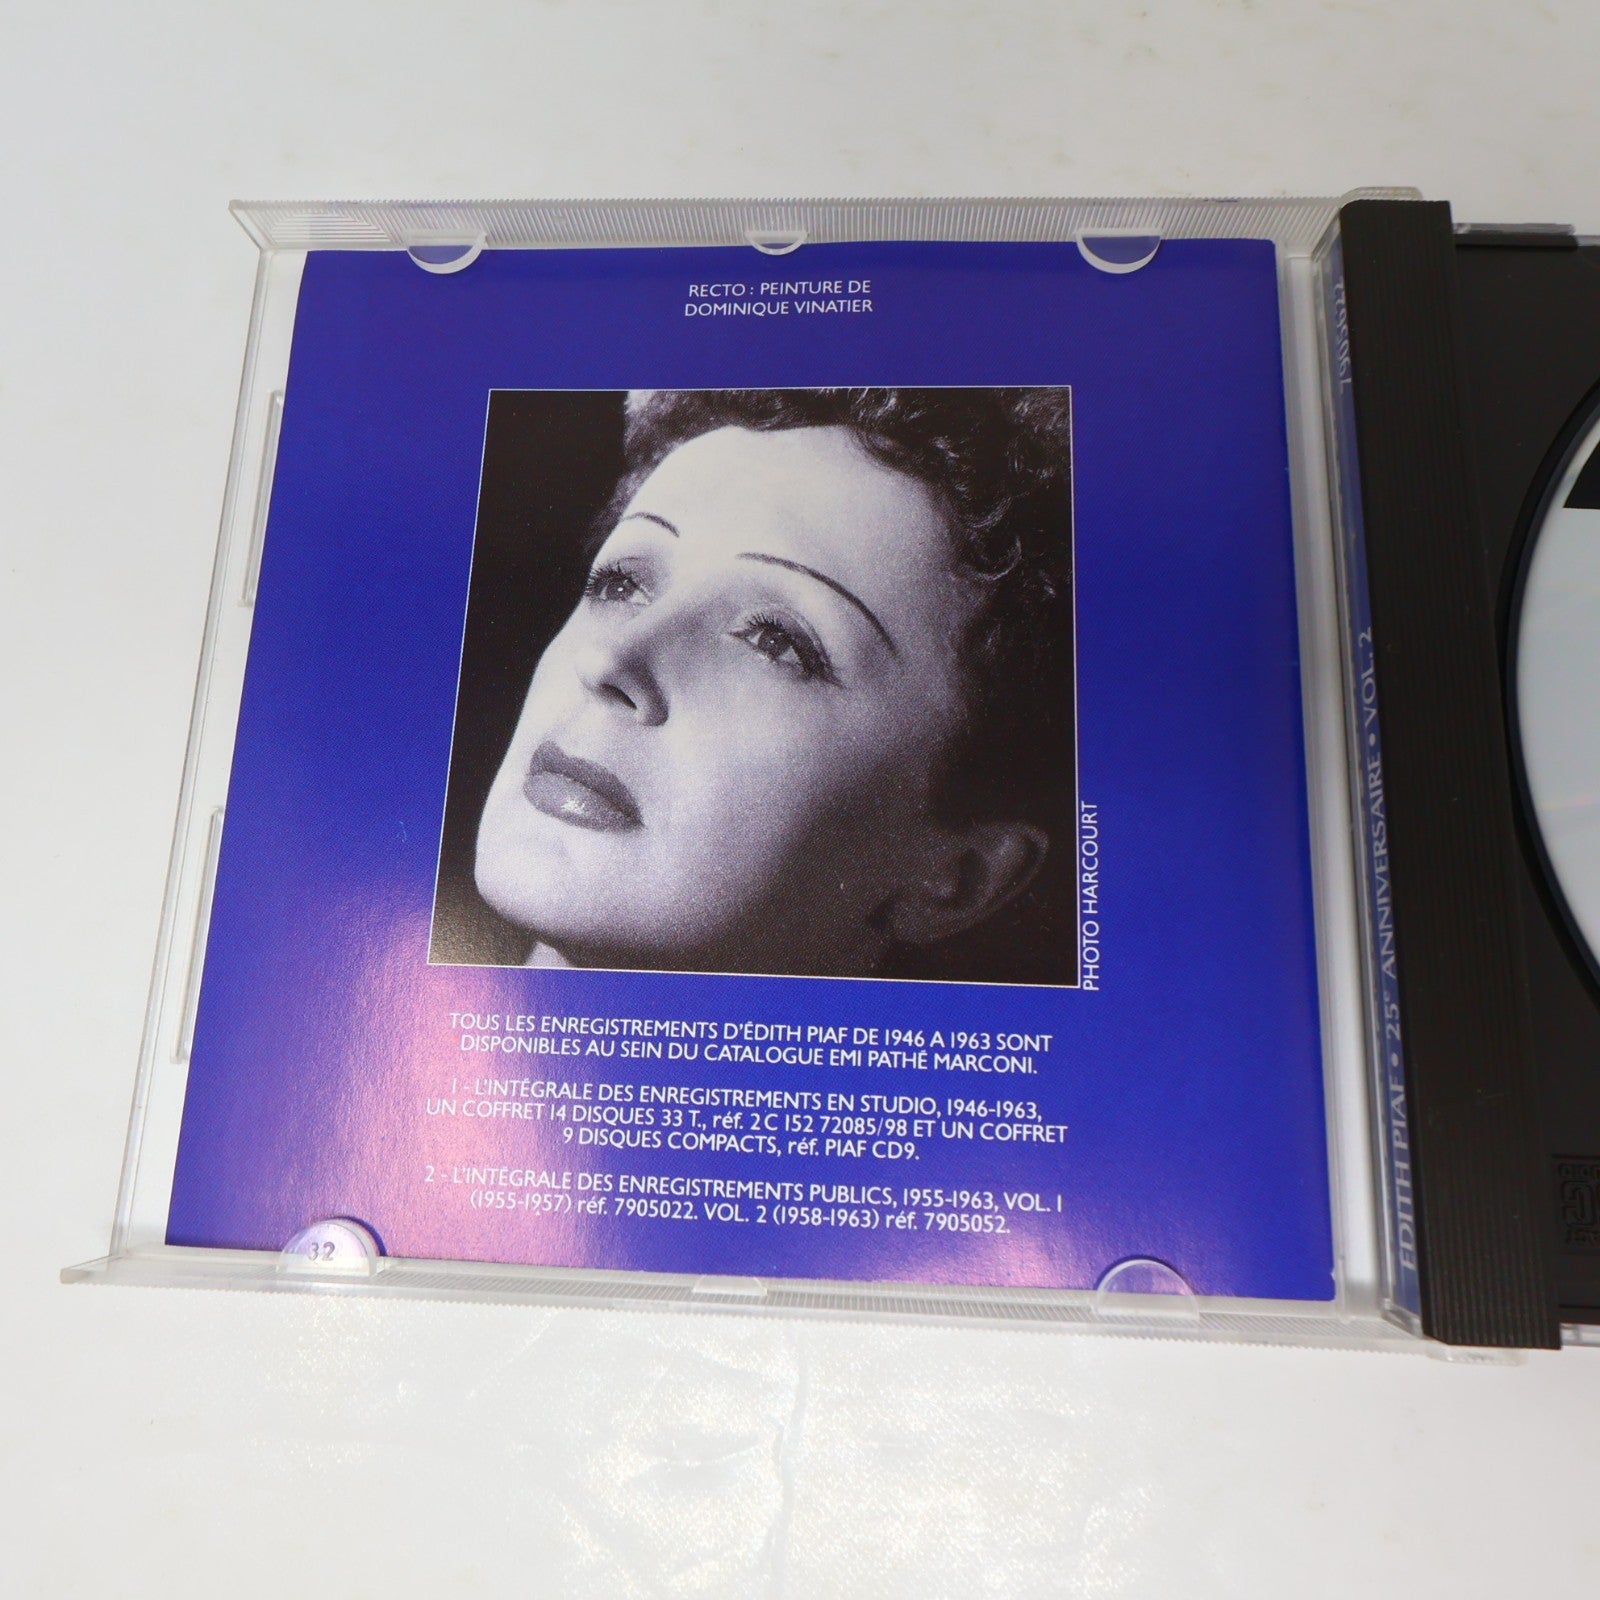 RECTO : PEINTURE DE
DOMINIQUE VINATIER
PHOTO HARCOURT
TOUS LES ENREGISTREMENTS D'ÉDITH PIAF DE 1946 A 1963 SONT
DISPONIBLES AU SEIN DU CATALOGUE EMI PATHÉ MARCONI.
1 - L'INTÉGRALE DES ENREGISTREMENTS EN STUDIO, 1946-1963,
UN COFFRET 14 DISQUES 33 T., réf. 2 C 152 72085/98 ET UN COFFRET
9 DISQUES COMPACTS, réf. PIAF CD9.
2 - L'INTÉGRALE DES ENREGISTREMENTS PUBLICS, 1955-1963, VOL. 1
(1955-1957) réf. 7905022. VOL. 2 (1958-1963) réf. 7905052.
32
EDITH PIAF • 25e ANNIVERSAIRE • VOL. 2